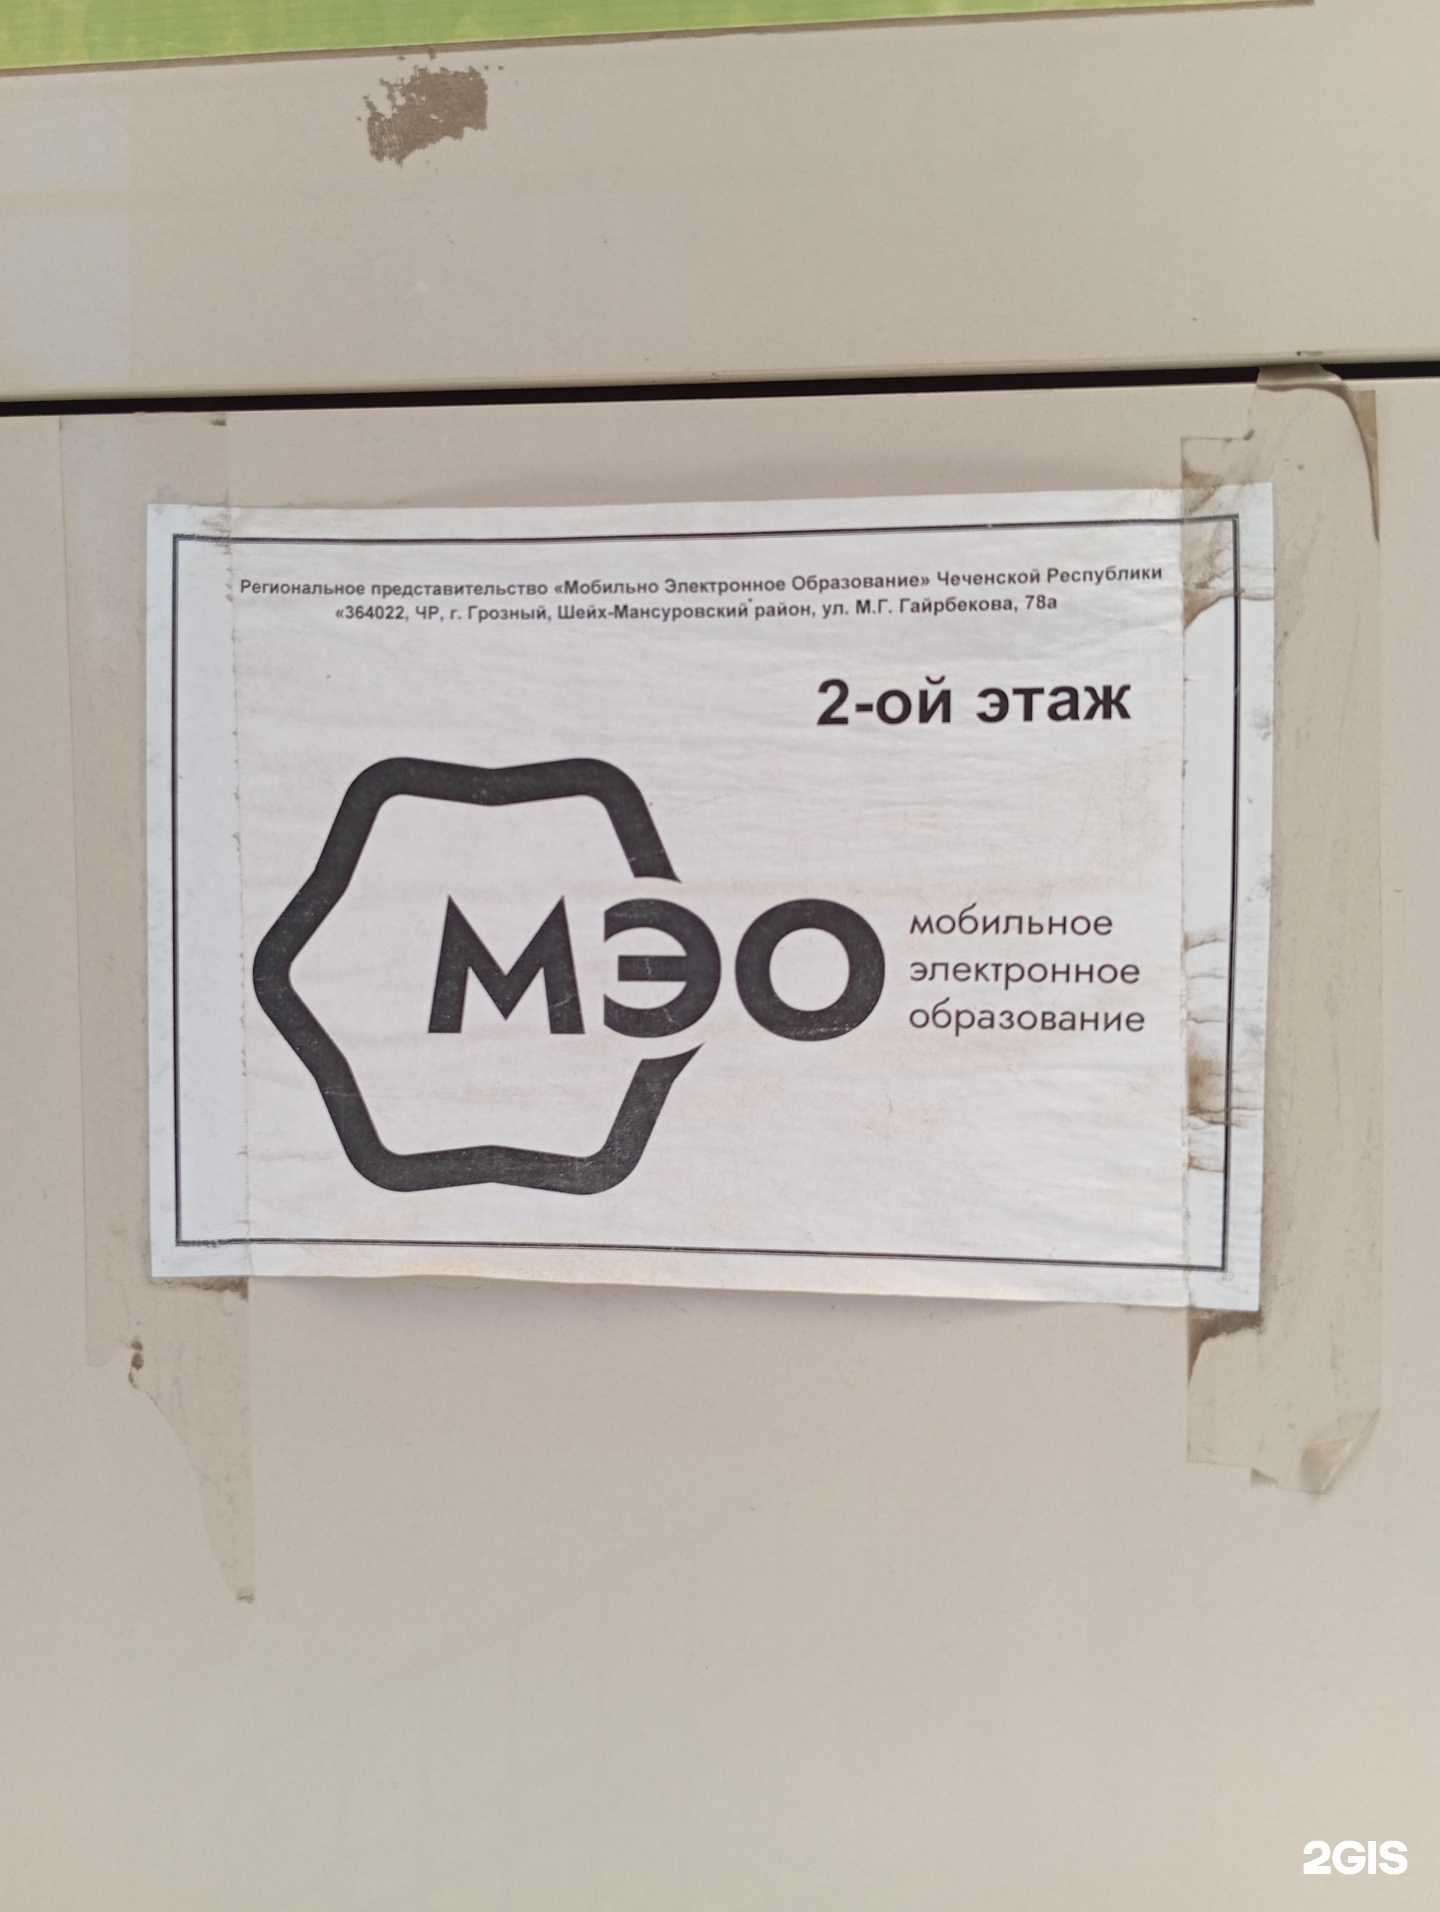 Региональное представительство «Мобильно Электронное Образование» Чеченской Республики
«364022, ЧР, г. Грозный, Шейх-Мансуровский район, ул. М.Г. Гайрбекова, 78а
2-ой этаж
МЭО
мобильное
электронное
образование
2GIS